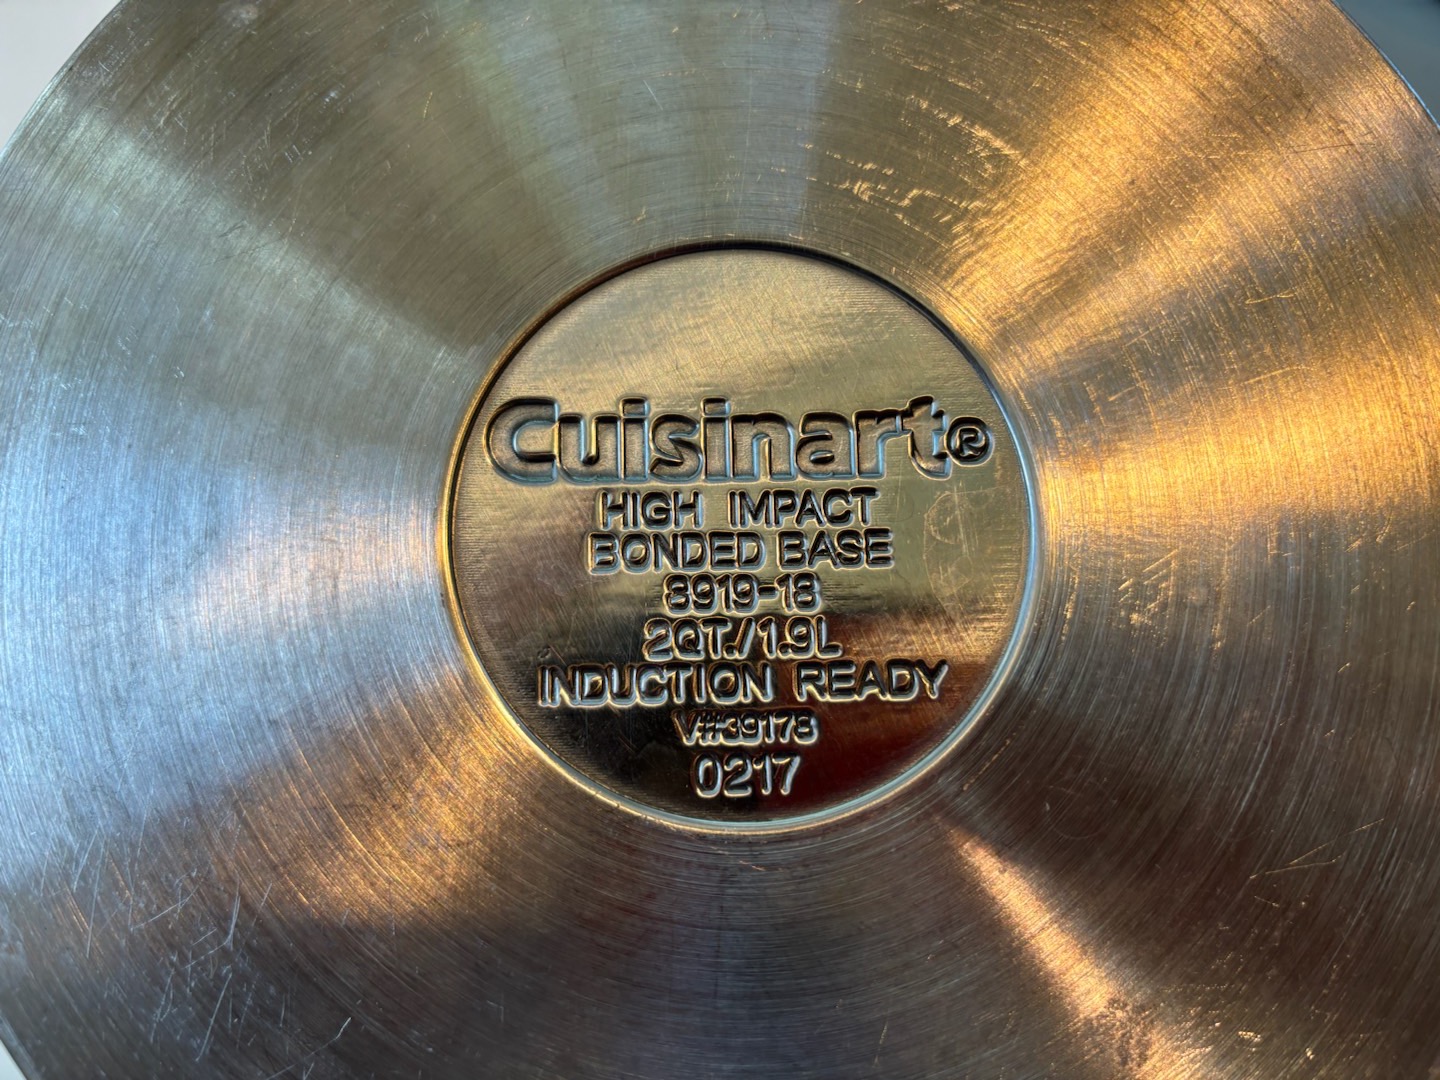 Cuisinart®
HIGH IMPACT
BONDED BASE
8919-18
2QT./1.9L
INDUCTION READY
V#39178
0217